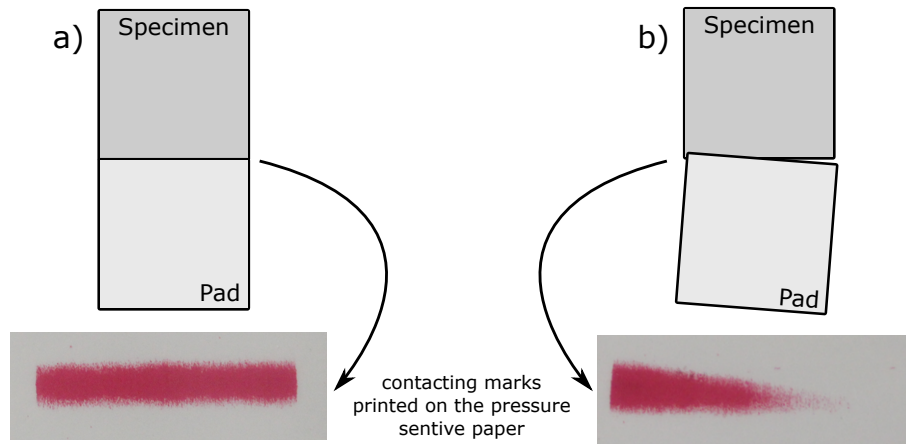 a)
Specimen
Pad
b)
Specimen
Pad
contacting marks
printed on the pressure
sentive paper